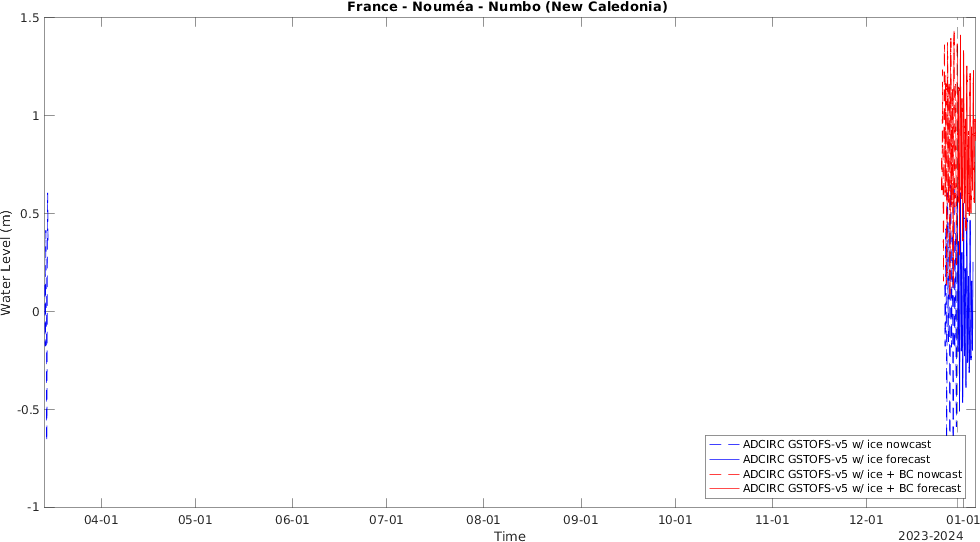 France - Nouméa - Numbo (New Caledonia)
1.5
1
0.5
0
-0.5
-1
Water Level (m)
04-01 05-01 06-01 07-01 08-01 09-01 10-01 11-01 12-01 01-01
Time
2023-2024
ADCIRC GSTOFS-v5 w/ ice nowcast
ADCIRC GSTOFS-v5 w/ ice forecast
ADCIRC GSTOFS-v5 w/ ice + BC nowcast
ADCIRC GSTOFS-v5 w/ ice + BC forecast